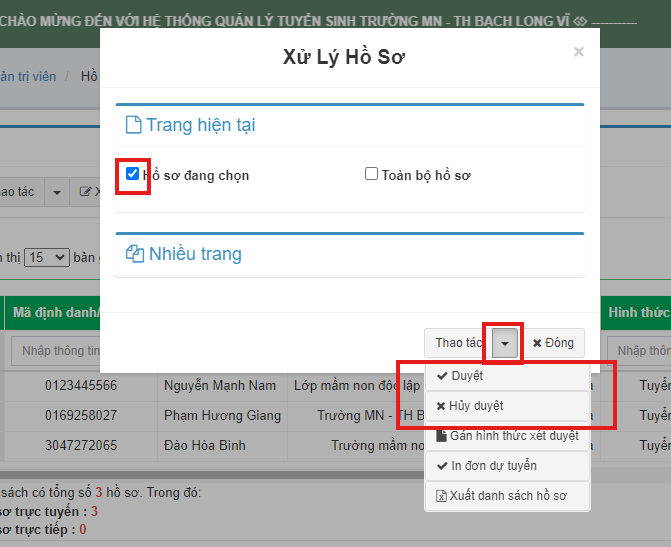 CHÀO MỪNG ĐẾN VỚI HỆ THỐNG QUẢN LÝ TUYỂN SINH TRƯỜNG MN - TH BẠCH LONG VĨ
Xử Lý Hồ Sơ
trị viên / Hồ
Trang hiện tại
Hồ sơ đang chọn Toàn bộ hồ sơ
tác
thị 15 bản
Nhiều trang
Mã định danh/ Hình thức
Thao tác Đóng
Nhập thông tin Nhập thông
Duyệt
0123445566 Nguyễn Mạnh Nam Lớp mầm non độc lập Tuyển
Hủy duyệt
0169258027 Phạm Hương Giang Trường MN - TH B Tuyển
Gán hình thức xét duyệt
3047272065 Đào Hòa Bình Trường mầm no Tuyển
In đơn dự tuyển
sách có tổng số 3 hồ sơ. Trong đó:
Xuất danh sách hồ sơ
sơ trực tuyến : 3
sơ trực tiếp : 0